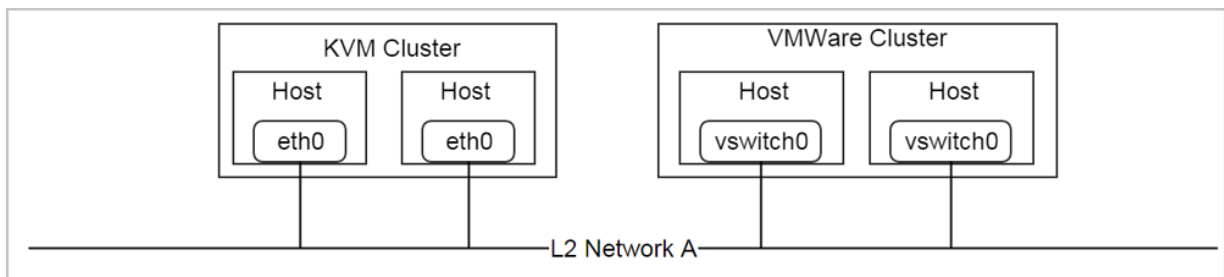 KVM Cluster
VMWare Cluster
Host
Host
Host
Host
eth0
eth0
vswitch0
vswitch0
L2 Network A